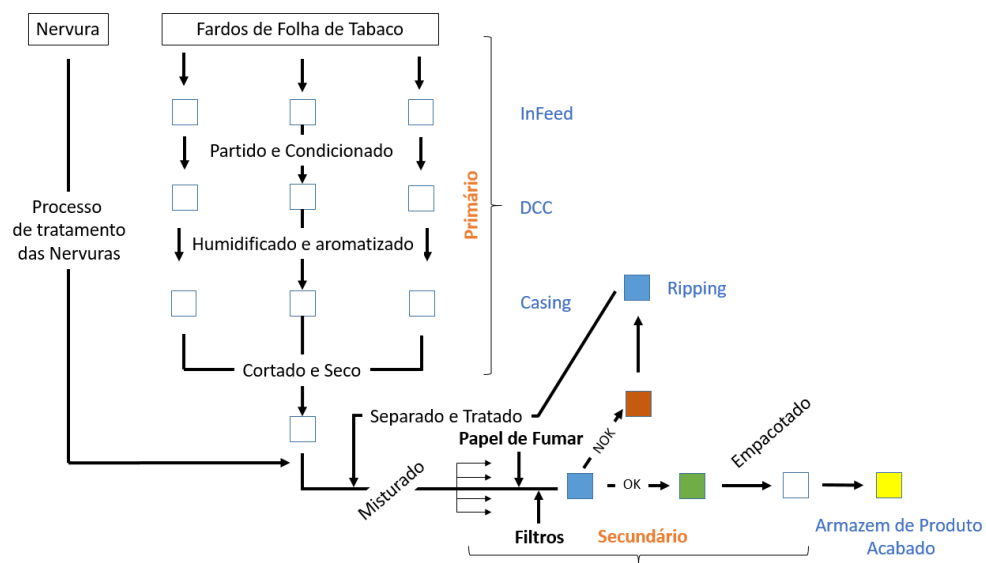 Nervura
Fardos de Folha de Tabaco
InFeed
Partido e Condicionado
Primário
Processo
de tratamento
das Nervuras
DCC
Humidificado e aromatizado
Casing
Ripping
Cortado e Seco
Separado e Tratado
Papel de Fumar
NOK
Empacotado
Misturado
OK
Filtros
Secundário
Armazem de Produto
Acabado